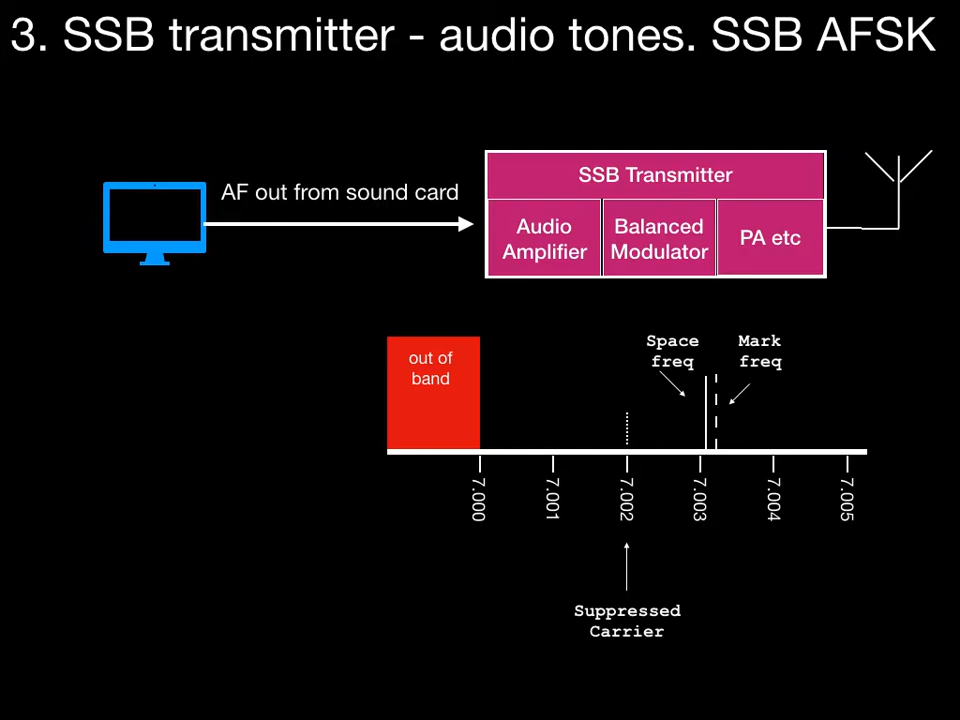 3. SSB transmitter - audio tones. SSB AFSK
AF out from sound card
SSB Transmitter
Audio
Amplifier
Balanced
Modulator
PA etc
out of
band
Space
freq
Mark
freq
7.000
7.001
7.002
7.003
7.004
7.005
Suppressed
Carrier